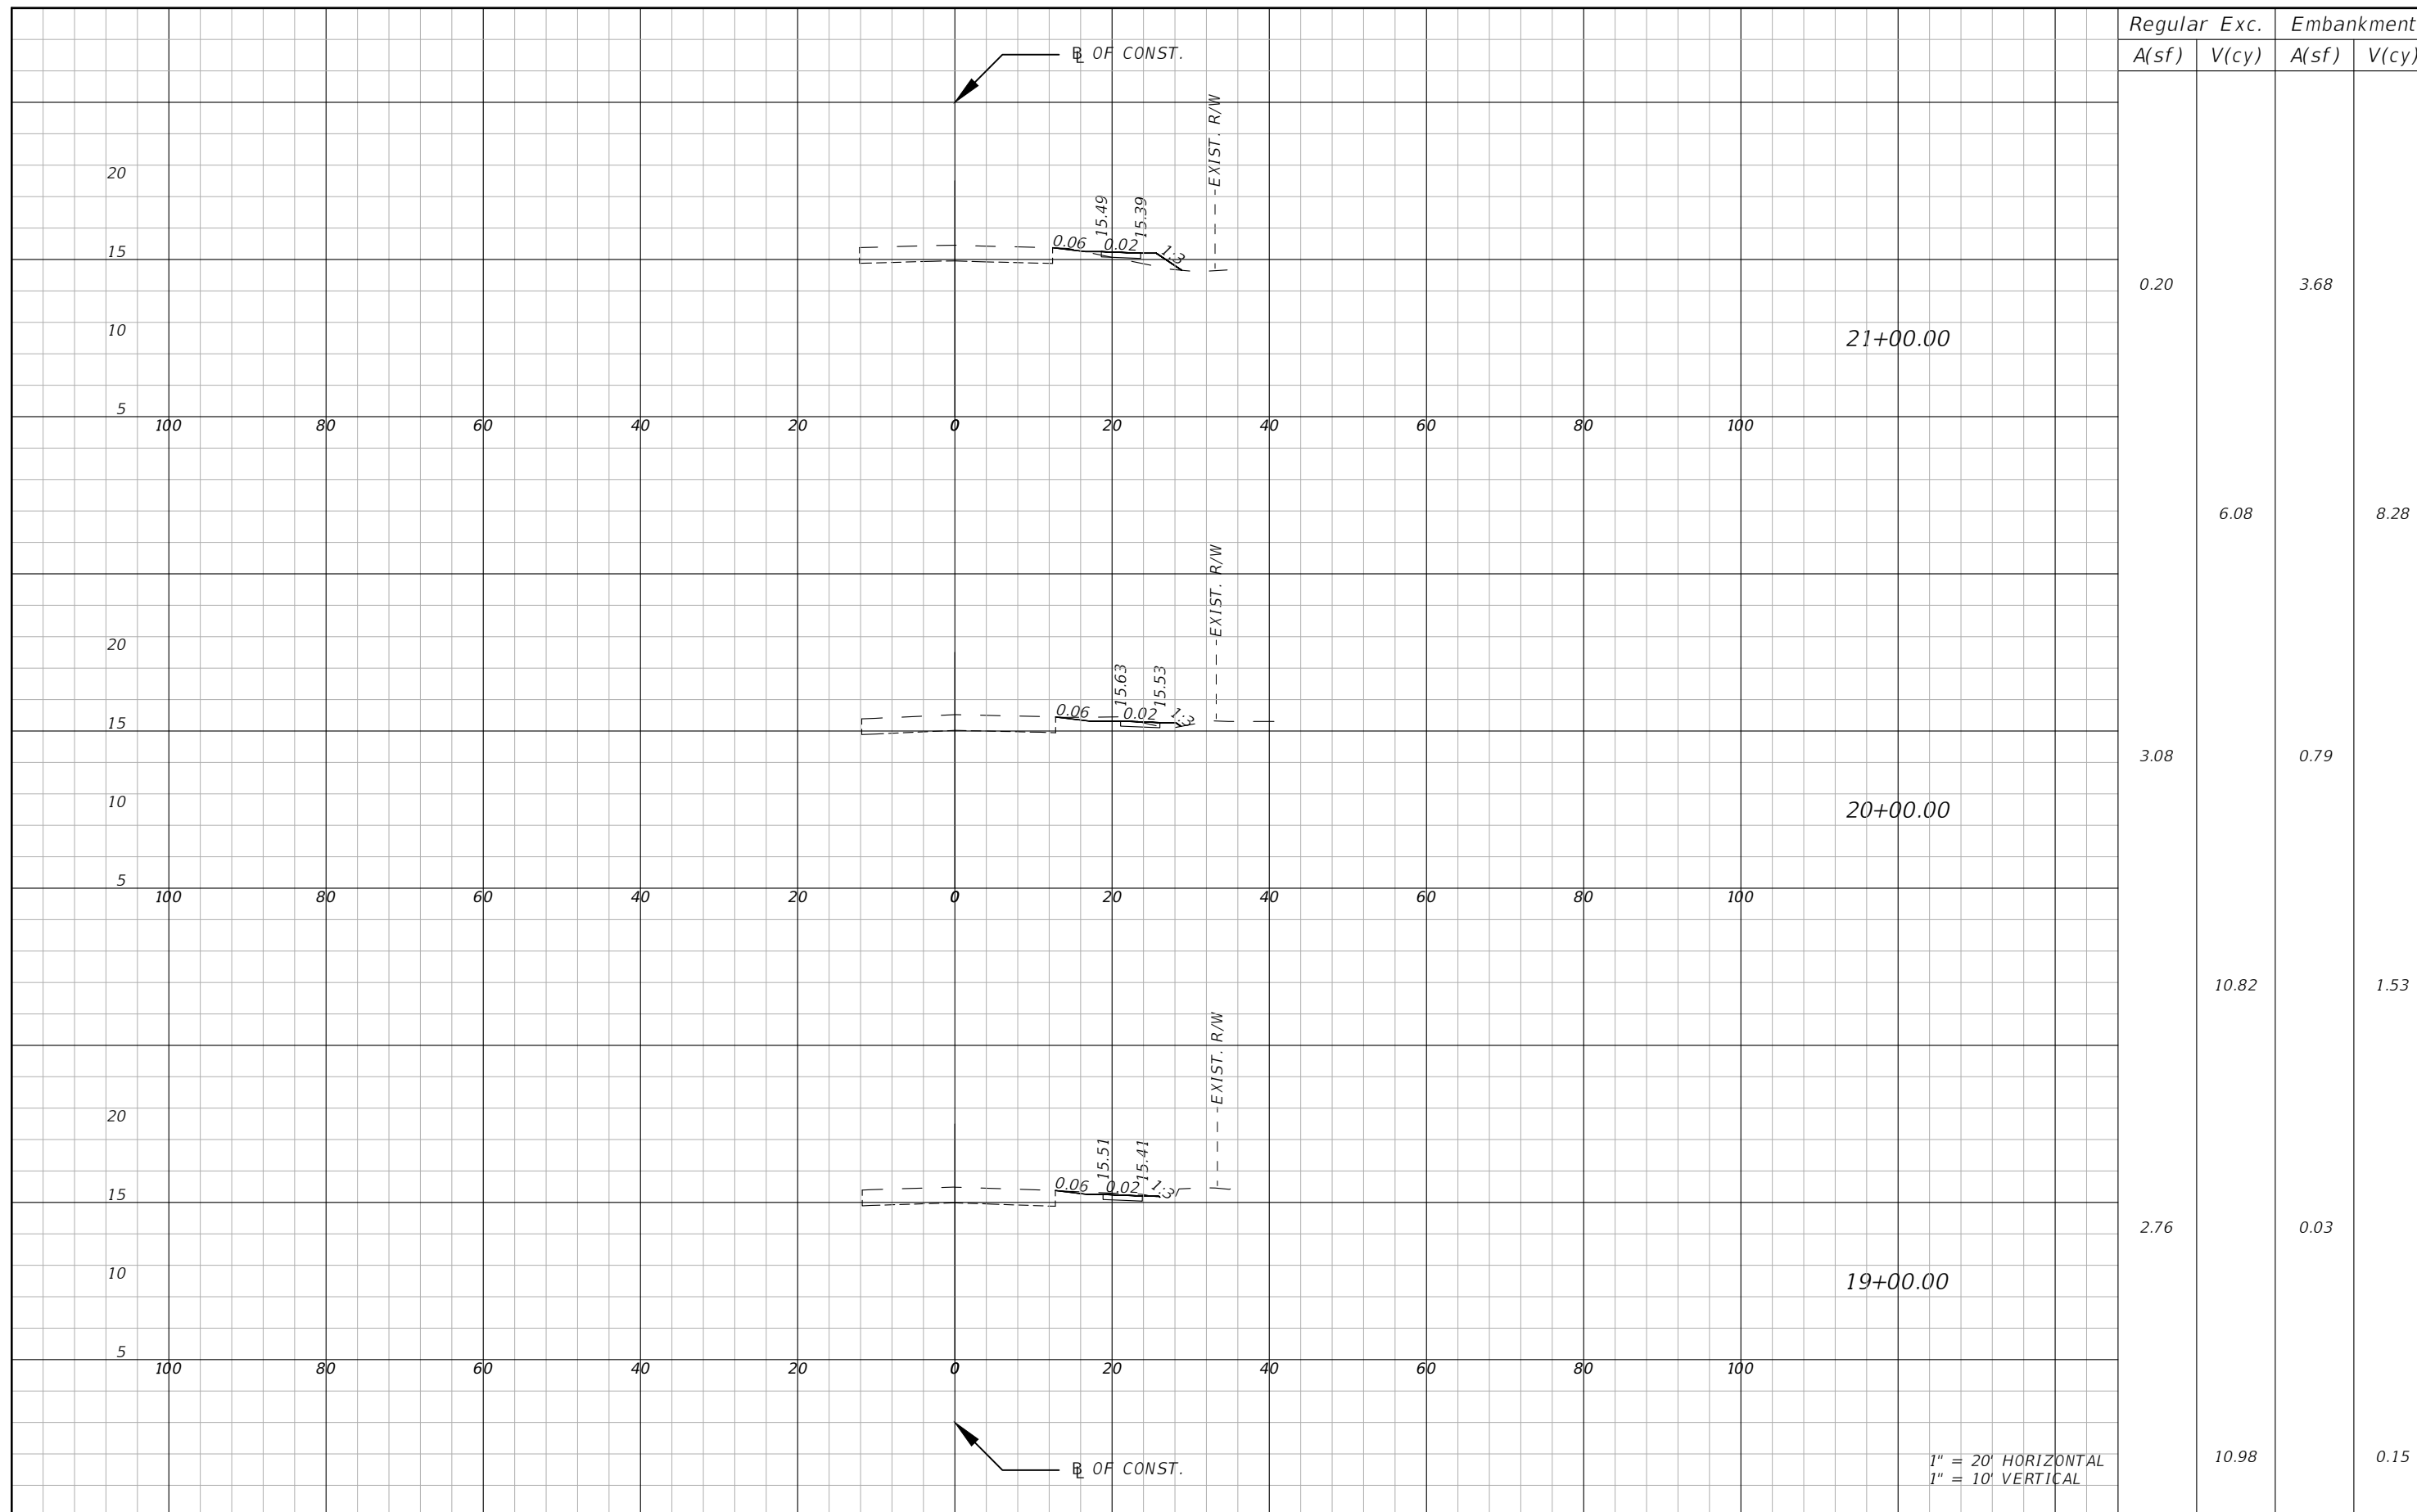 Regular Exc. Embankment
A(sf) V(cy) A(sf) V(cy)
℄ OF CONST.
EXIST. R/W
20
15.49 15.39
0.06 0.02 1:3
15
0.20 3.68
10
21+00.00
5
100 80 60 40 20 0 20 40 60 80 100
6.08 8.28
EXIST. R/W
20
15.63 15.53
0.06 0.02 1:3
15
3.08 0.79
10
20+00.00
5
100 80 60 40 20 0 20 40 60 80 100
10.82 1.53
EXIST. R/W
20
15.51 15.41
0.06 0.02 1:3
15
2.76 0.03
10
19+00.00
5
100 80 60 40 20 0 20 40 60 80 100
10.98 0.15
℄ OF CONST.
1" = 20' HORIZONTAL
1" = 10' VERTICAL